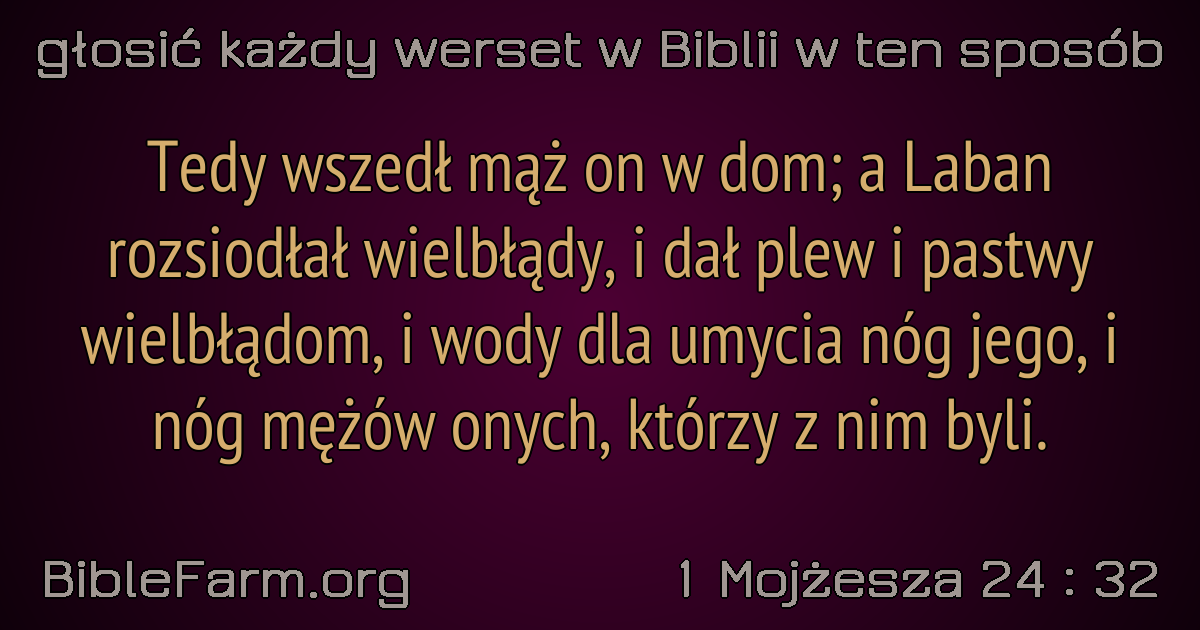 głosić każdy werset w Biblii w ten sposób
Tedy wszedł mąż on w dom; a Laban
rozsiodłał wielbłądy, i dał plew i pastwy
wielbłądom, i wody dla umycia nóg jego, i
nóg mężów onych, którzy z nim byli.
BibleFarm.org
1 Mojżesza 24 : 32